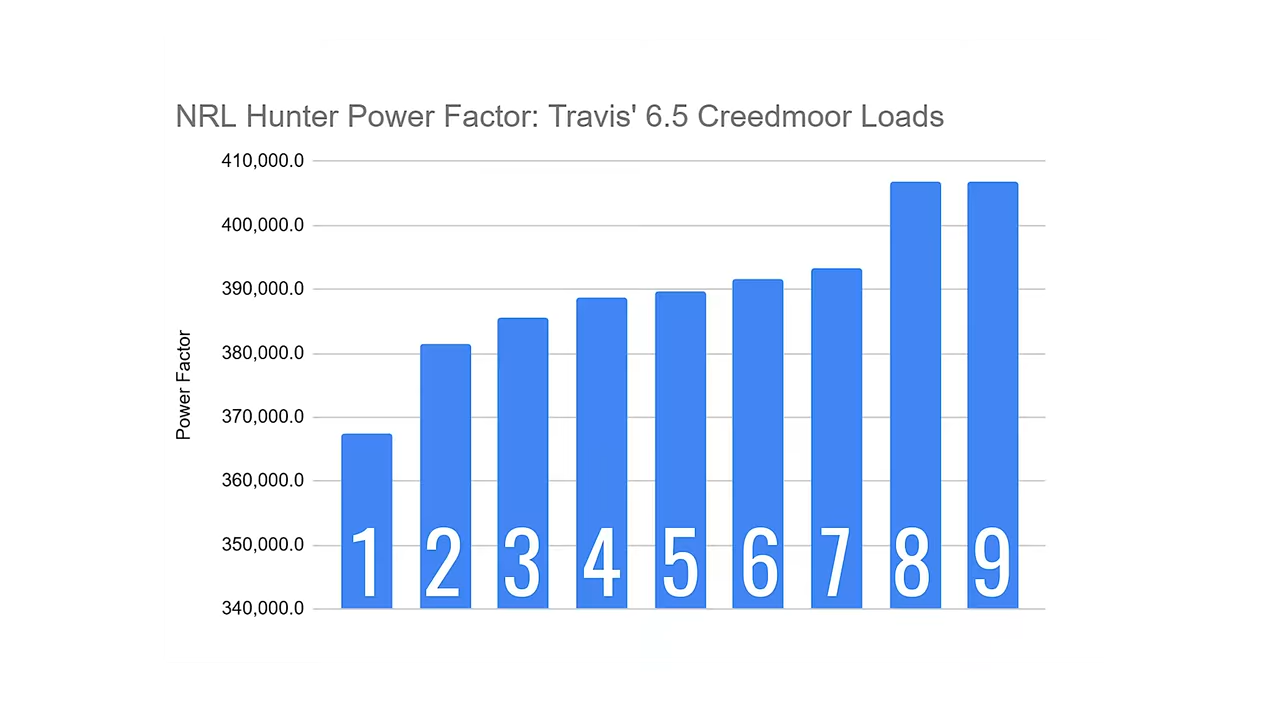 NRL Hunter Power Factor: Travis' 6.5 Creedmoor Loads
410,000.0
400,000.0
390,000.0
380,000.0
370,000.0
360,000.0
350,000.0
340,000.0
Power Factor
1 2 3 4 5 6 7 8 9